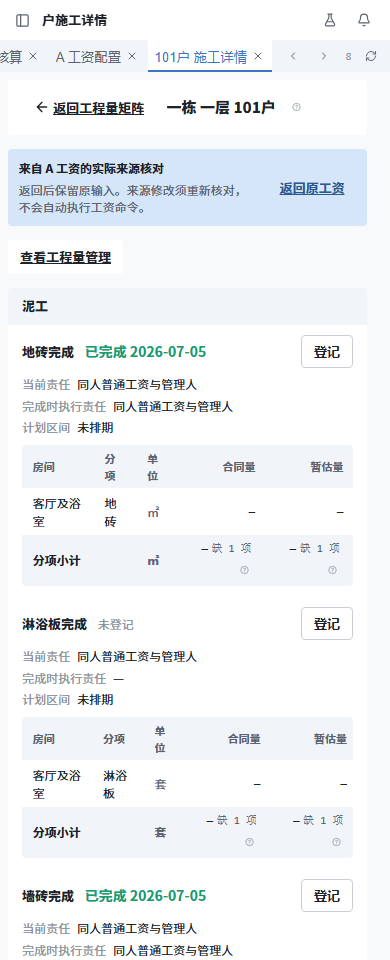 户施工详情
核算 × A 工资配置 × 101户 施工详情 × 8
返回工程量矩阵 一栋 一层 101户
来自 A 工资的实际来源核对
返回后保留原输入。来源修改须重新核对，
不会自动执行工资命令。
返回原工资
查看工程量管理
泥工
地砖完成 已完成 2026-07-05 登记
当前责任 同人普通工资与管理人
完成时执行责任 同人普通工资与管理人
计划区间 未排期
房间 分项 单位 合同量 暂估量
客厅及浴室 地砖 ㎡ – –
分项小计 ㎡ – 缺 1 项 – 缺 1 项
淋浴板完成 未登记 登记
当前责任 同人普通工资与管理人
完成时执行责任 —
计划区间 未排期
房间 分项 单位 合同量 暂估量
客厅及浴室 淋浴板 套 – –
分项小计 套 – 缺 1 项 – 缺 1 项
墙砖完成 已完成 2026-07-05 登记
当前责任 同人普通工资与管理人
完成时执行责任 同人普通工资与管理人